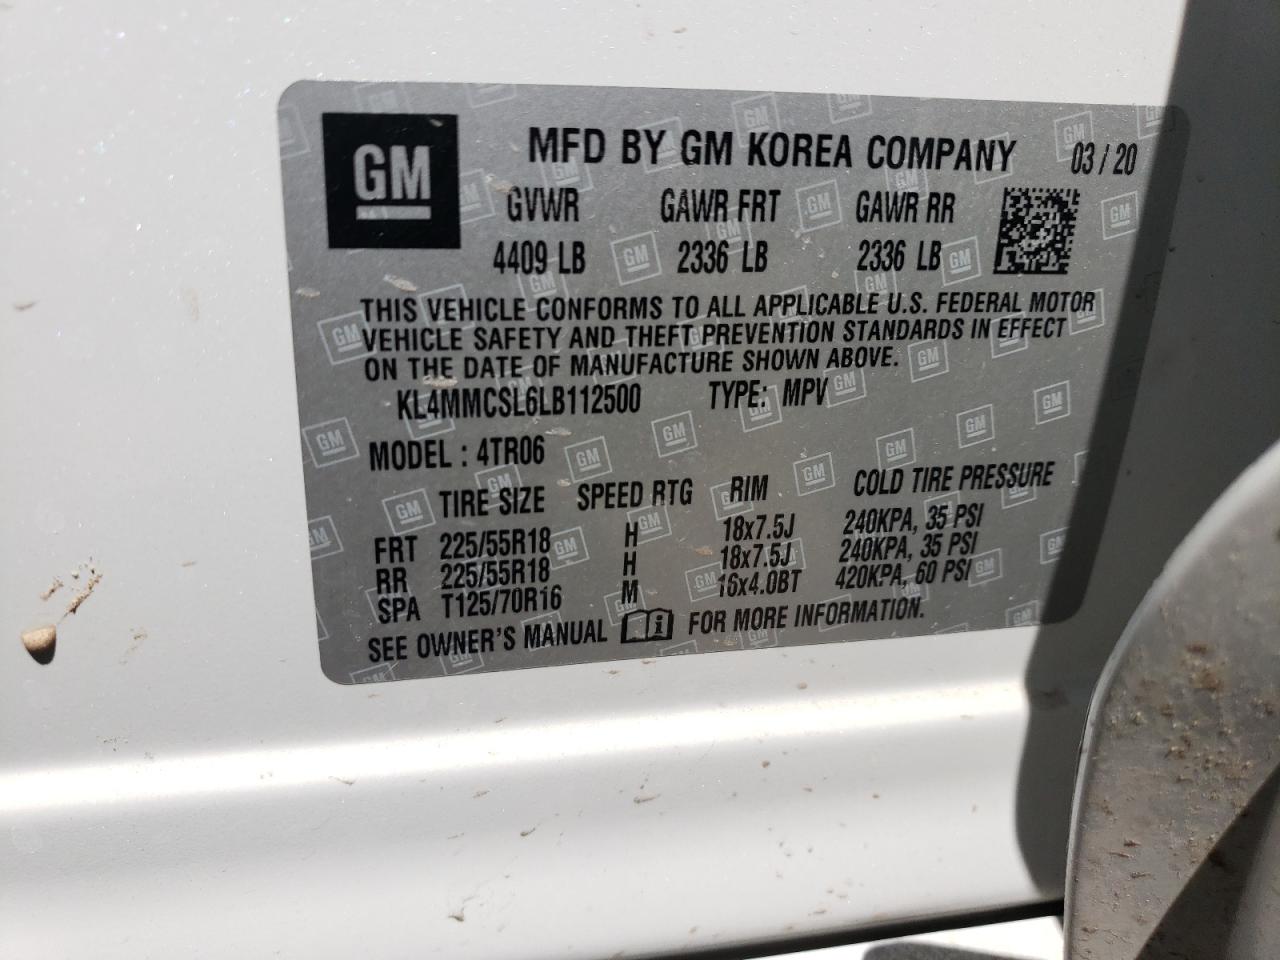 GM
MFD BY GM KOREA COMPANY 03/20
GVWR GAWR FRT GAWR RR
4409 LB 2336 LB 2336 LB
THIS VEHICLE CONFORMS TO ALL APPLICABLE U.S. FEDERAL MOTOR
VEHICLE SAFETY AND THEFT PREVENTION STANDARDS IN EFFECT
ON THE DATE OF MANUFACTURE SHOWN ABOVE.
KL4MMCSL6LB112500 TYPE: MPV
MODEL: 4TR06
TIRE SIZE SPEED RTG RIM COLD TIRE PRESSURE
FRT 225/55R18 H 18x7.5J 240KPA, 35 PSI
RR 225/55R18 H 18x7.5J 240KPA, 35 PSI
SPA T125/70R16 M 16x4.0BT 420KPA, 60 PSI
SEE OWNER'S MANUAL FOR MORE INFORMATION.